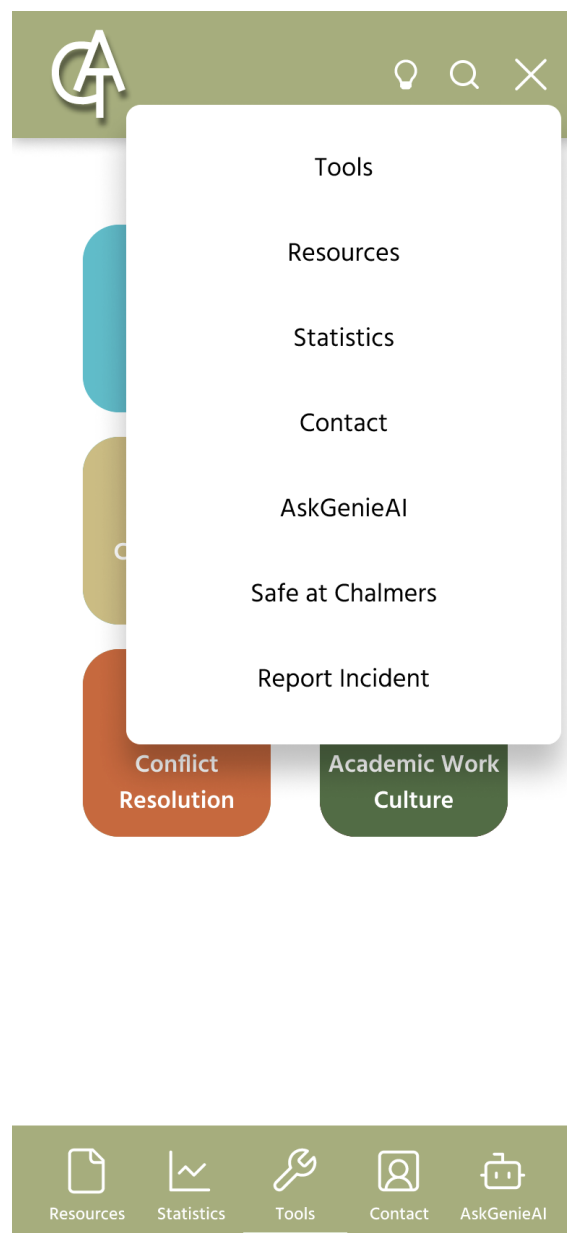 CAT
Tools
Resources
Statistics
Contact
AskGenieAI
Safe at Chalmers
Report Incident
C
Conflict
Resolution
Academic Work
Culture
Resources
Statistics
Tools
Contact
AskGenieAI